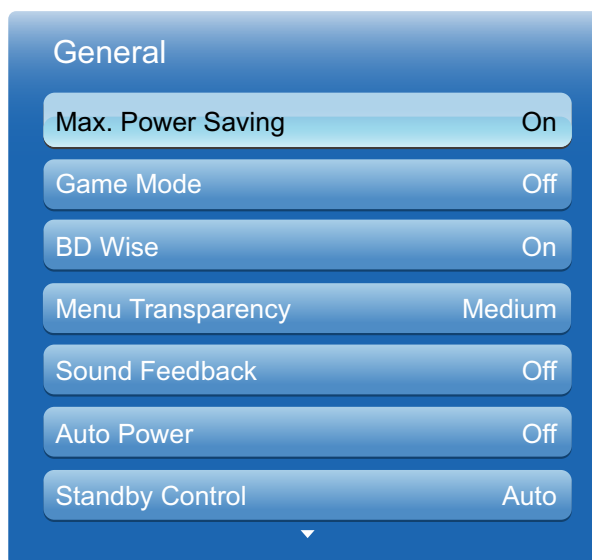 General
Max. Power Saving On
Game Mode Off
BD Wise On
Menu Transparency Medium
Sound Feedback Off
Auto Power Off
Standby Control Auto